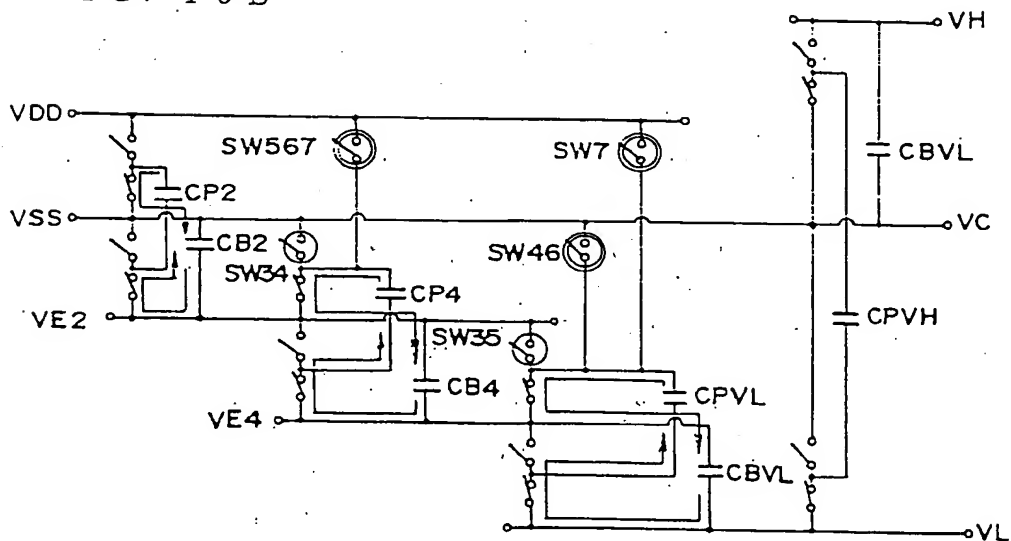 VH
VDD
SW567
SW7
CBVL
CP2
VSS
VC
CB2
SW46
SW34
CP4
CPVH
VE2
SW35
CB4
CPVL
VE4
CBVL
VL